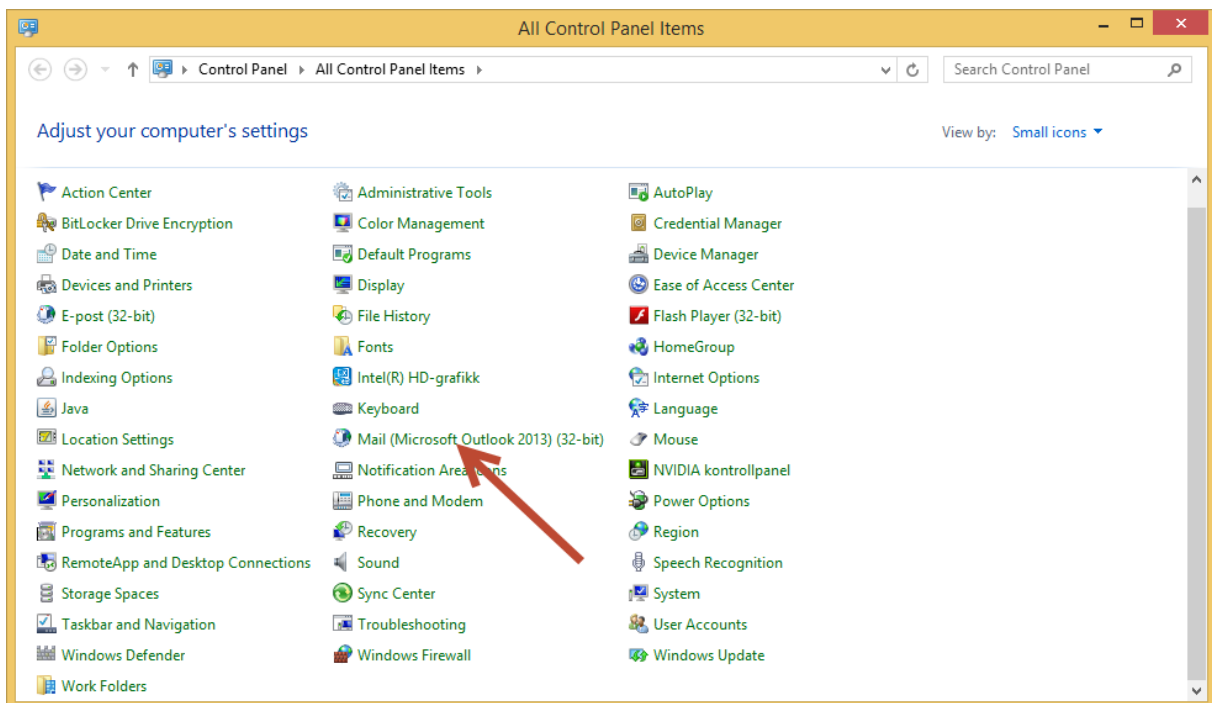 All Control Panel Items
Control Panel All Control Panel Items Search Control Panel
Adjust your computer's settings View by: Small icons
Action Center Administrative Tools AutoPlay
BitLocker Drive Encryption Color Management Credential Manager
Date and Time Default Programs Device Manager
Devices and Printers Display Ease of Access Center
E-post (32-bit) File History Flash Player (32-bit)
Folder Options Fonts HomeGroup
Indexing Options Intel(R) HD-grafikk Internet Options
Java Keyboard Language
Location Settings Mail (Microsoft Outlook 2013) (32-bit) Mouse
Network and Sharing Center Notification Area NVIDIA kontrollpanel
Personalization Phone and Modem Power Options
Programs and Features Recovery Region
RemoteApp and Desktop Connections Sound Speech Recognition
Storage Spaces Sync Center System
Taskbar and Navigation Troubleshooting User Accounts
Windows Defender Windows Firewall Windows Update
Work Folders